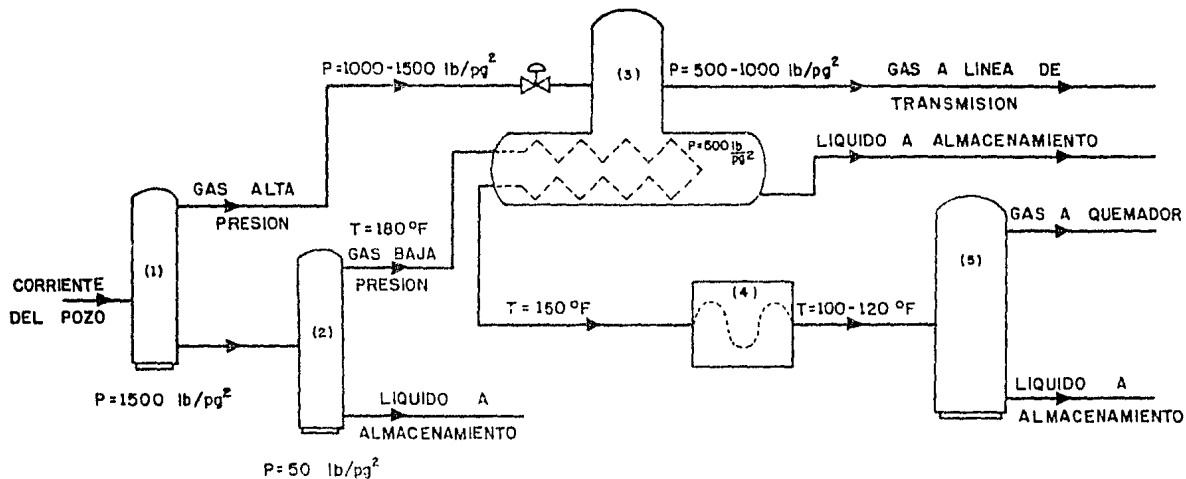 P=1000-1500 lb/pg²
(3)
P=500-1000 lb/pg²
GAS A LINEA DE
TRANSMISION
P=500 lb
pg²
LIQUIDO A ALMACENAMIENTO
GAS ALTA
PRESION
T=180 °F
GAS BAJA
PRESION
GAS A QUEMADOR
(1)
(5)
CORRIENTE
DEL POZO
(4)
T=150 °F
T=100-120 °F
(2)
P=1500 lb/pg²
LIQUIDO A
ALMACENAMIENTO
LIQUIDO A
ALMACENAMIENTO
P=50 lb/pg²